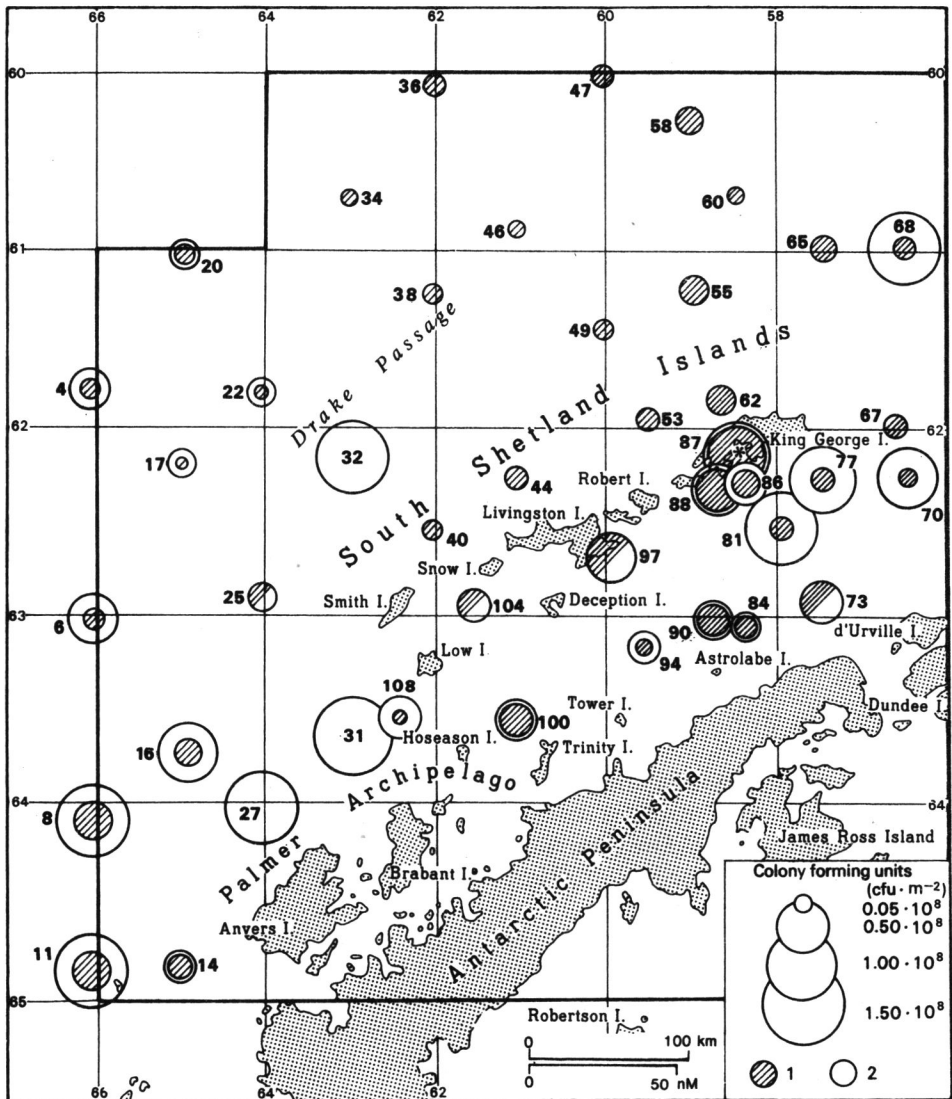 66 64 62 60 58
60 60
36 47
58
34 60
46
65 68
61
20
38 55
49
Drake Passage
4 22
62
53 67
62 62
87 King George I.
South Shetland Islands
17 32
44 Robert I. 86 77
88 70
Livingston I.
40 81
97
Snow I.
25 Smith I. 104 Deception I. 84 73
63
6 90 d'Urville I.
94 Astrolabe I.
Low I
108 Dundee I.
31 100 Tower I.
Hoseason I.
16 Trinity I.
64 64
8 27
Palmer Archipelago
James Ross Island
Antarctic Peninsula
Brabant I.
Anvers I.
11 14
65
Robertson I.
0 100 km
0 50 nM
Colony forming units
(cfu · m⁻²)
0.05 · 10⁸
0.50 · 10⁸
1.00 · 10⁸
1.50 · 10⁸
1 2
66 64 62